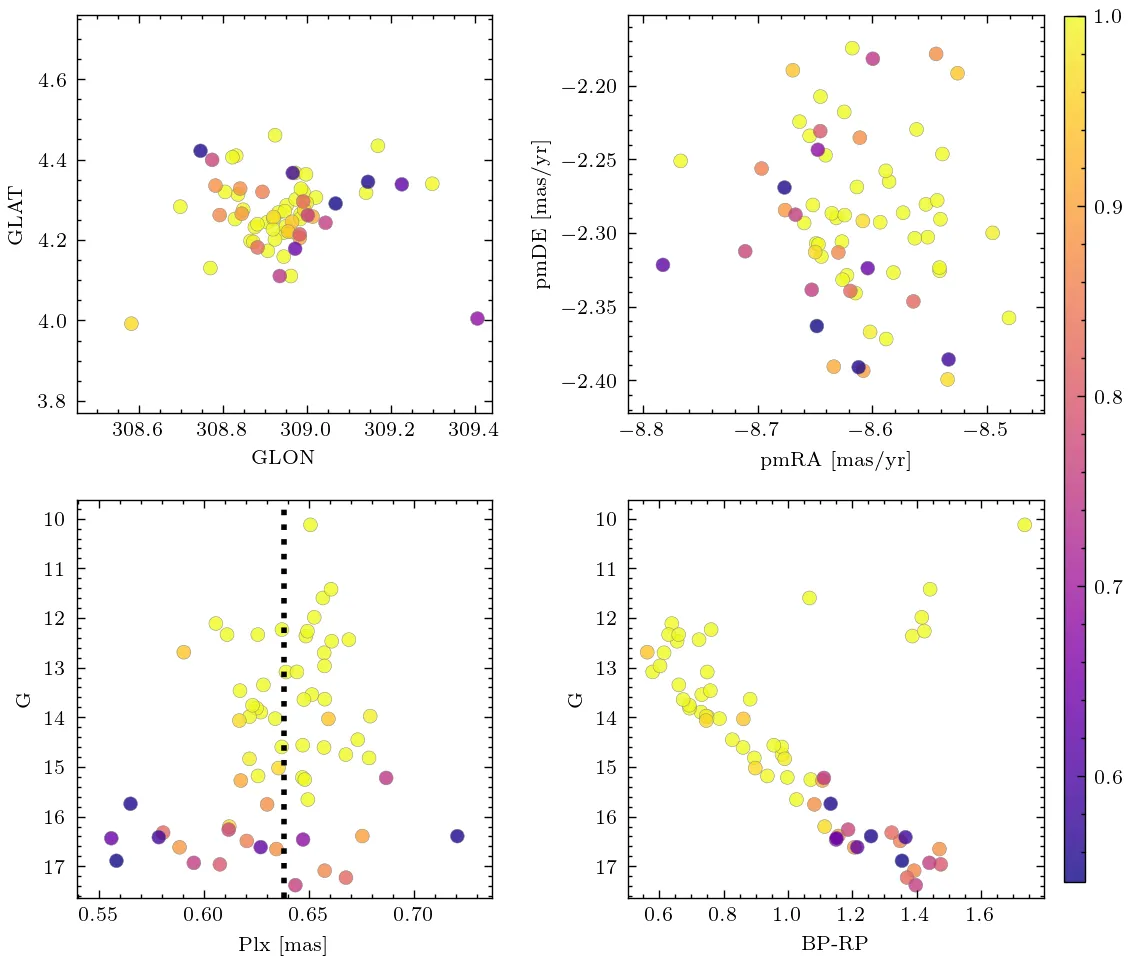 4.6
4.4
4.2
4.0
3.8
GLAT
308.6 308.8 309.0 309.2 309.4
GLON
−2.20
−2.25
−2.30
−2.35
−2.40
pmDE [mas/yr]
−8.8 −8.7 −8.6 −8.5
pmRA [mas/yr]
1.0
0.9
0.8
0.7
0.6
10
11
12
13
14
15
16
17
G
0.55 0.60 0.65 0.70
Plx [mas]
10
11
12
13
14
15
16
17
G
0.6 0.8 1.0 1.2 1.4 1.6
BP-RP